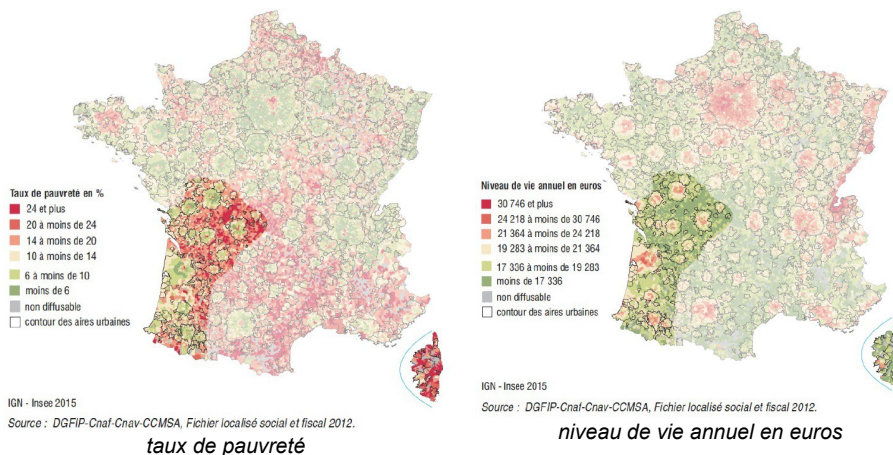 Taux de pauvreté en %
24 et plus
20 à moins de 24
14 à moins de 20
10 à moins de 14
6 à moins de 10
moins de 6
non diffusable
contour des aires urbaines
IGN - Insee 2015
Source : DGFIP-Cnaf-Cnav-CCMSA, Fichier localisé social et fiscal 2012.
taux de pauvreté
Niveau de vie annuel en euros
30 746 et plus
24 218 à moins de 30 746
21 364 à moins de 24 218
19 283 à moins de 21 364
17 336 à moins de 19 283
moins de 17 336
non diffusable
contour des aires urbaines
IGN - Insee 2015
Source : DGFIP-Cnaf-Cnav-CCMSA, Fichier localisé social et fiscal 2012.
niveau de vie annuel en euros